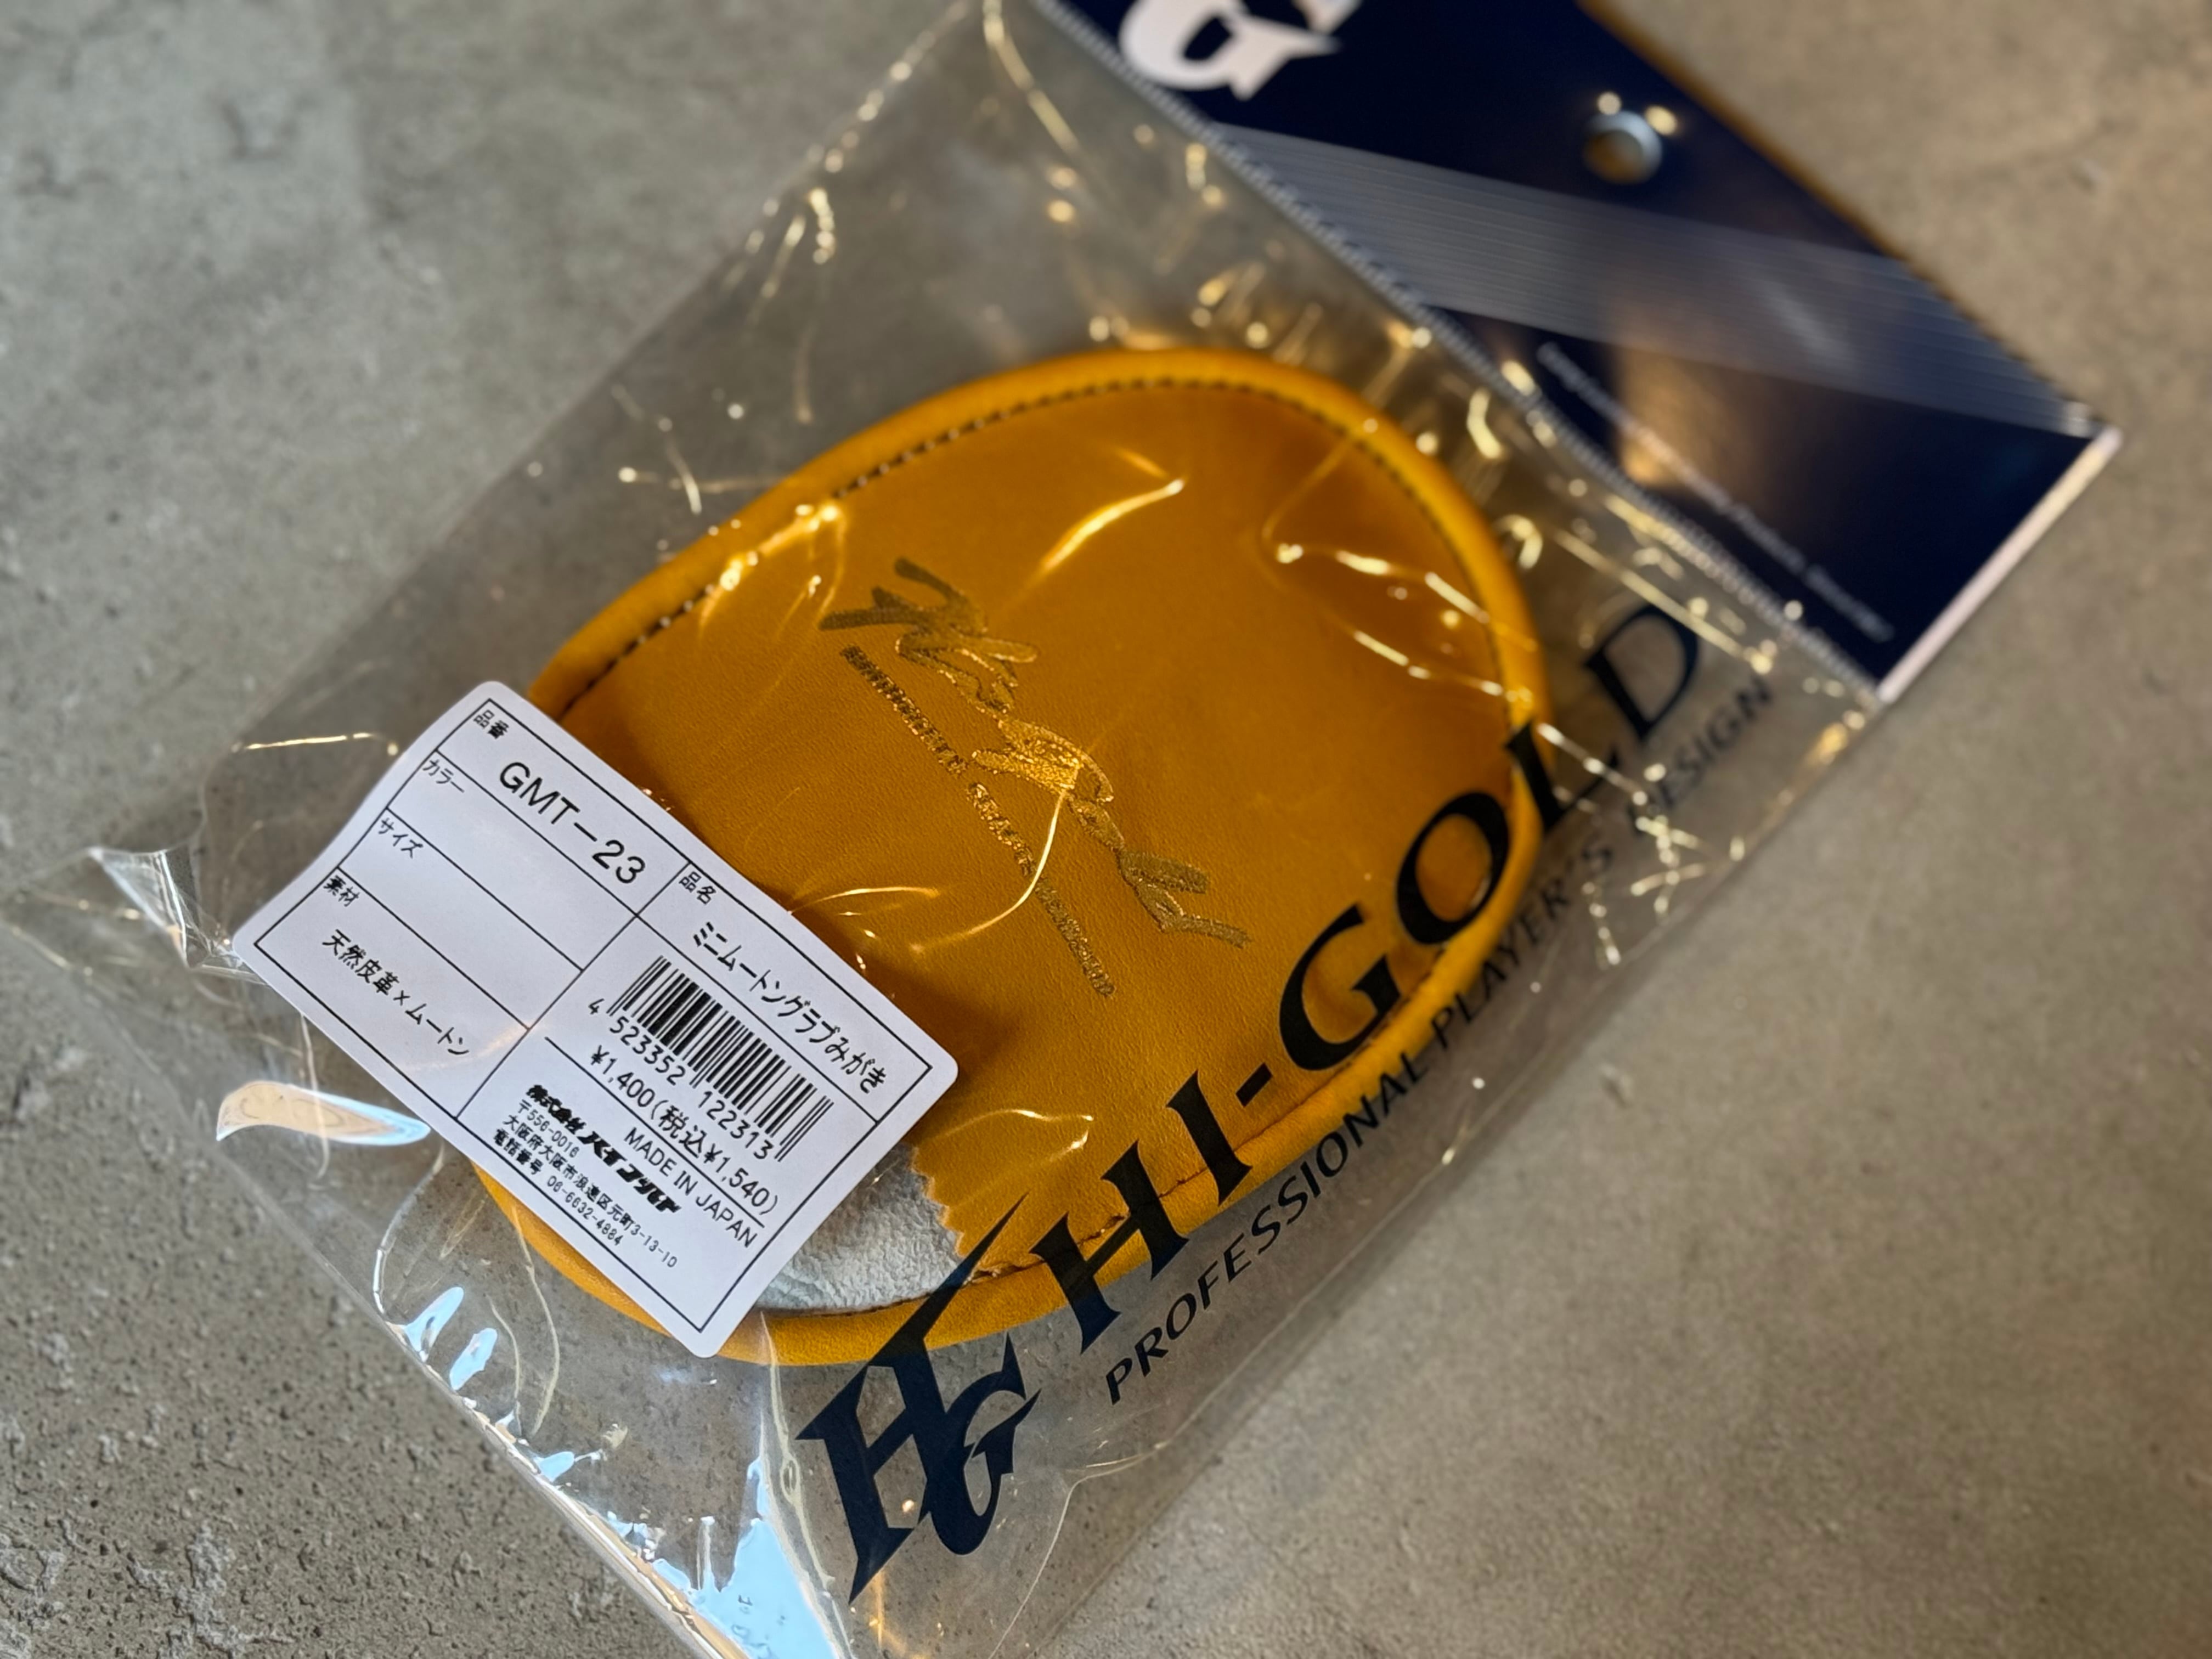 品番
GMT-23
カラー
サイズ
素材
天然皮革×ムートン
品名
ミニムートングラブみがき
4 523352 122313
¥1,400(税込¥1,540)
MADE IN JAPAN
株式会社 ハイゴールド
〒556-0016
大阪府大阪市浪速区元町3-13-10
電話番号 06-6632-4884
HG HI-GOLD
PROFESSIONAL PLAYER'S DESIGN